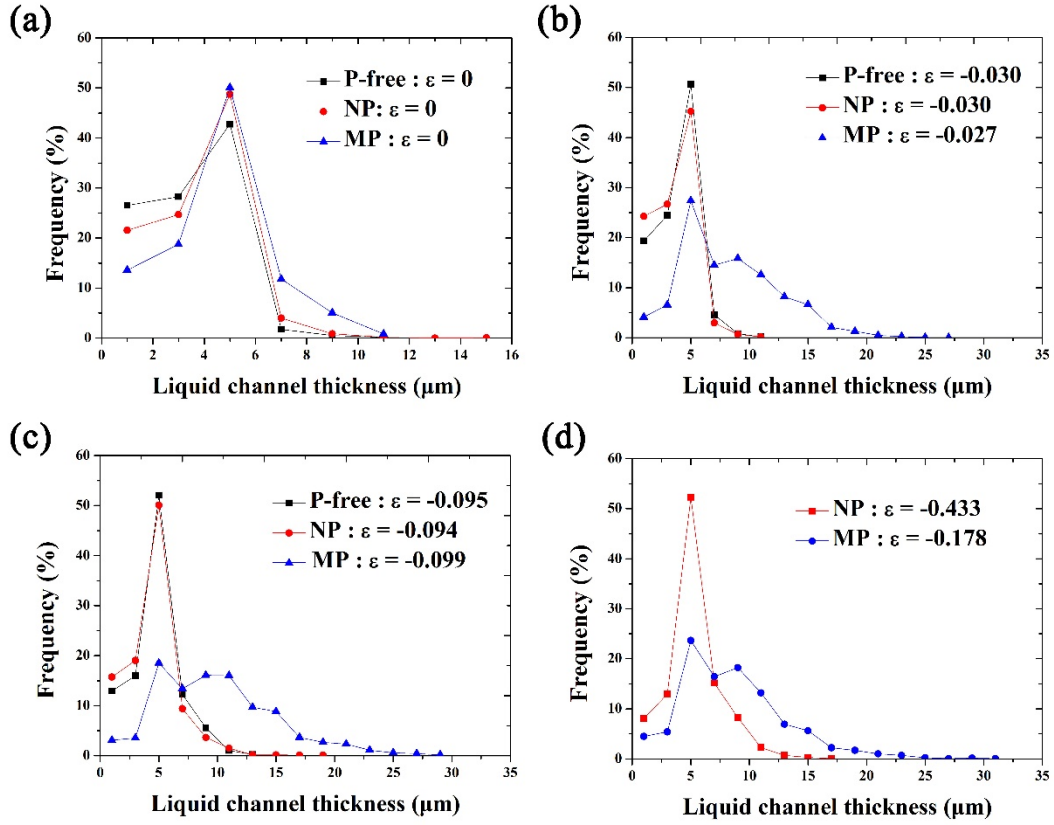 (a)
60
50
40
30
20
10
0
Frequency (%)
P-free : ε = 0
NP: ε = 0
MP : ε = 0
0 2 4 6 8 10 12 14 16
Liquid channel thickness (μm)
(b)
60
50
40
30
20
10
0
Frequency (%)
P-free : ε = -0.030
NP : ε = -0.030
MP : ε = -0.027
0 5 10 15 20 25 30 35
Liquid channel thickness (μm)
(c)
60
50
40
30
20
10
0
Frequency (%)
P-free : ε = -0.095
NP : ε = -0.094
MP : ε = -0.099
0 5 10 15 20 25 30 35
Liquid channel thickness (μm)
(d)
60
50
40
30
20
10
0
Frequency (%)
NP : ε = -0.433
MP : ε = -0.178
0 5 10 15 20 25 30 35
Liquid channel thickness (μm)